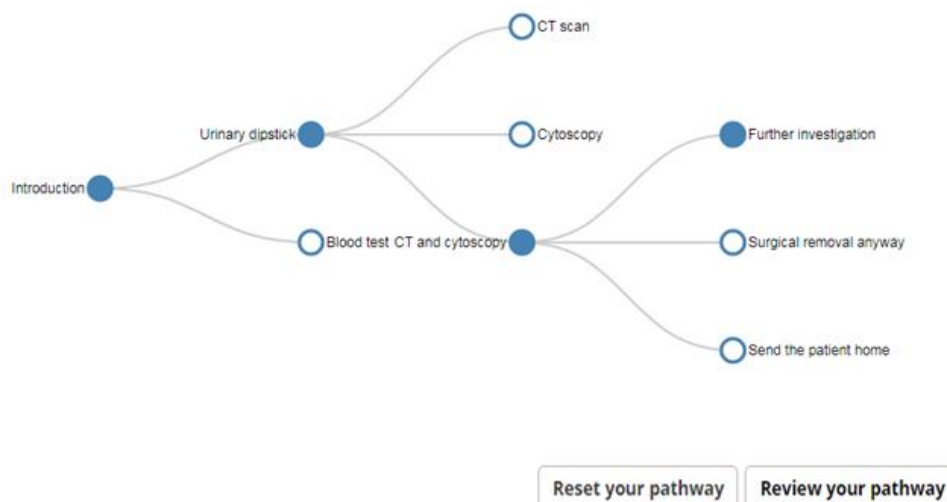 CT scan
Urinary dipstick
Cytoscopy
Further investigation
Introduction
Blood test CT and cytoscopy
Surgical removal anyway
Send the patient home
Reset your pathway
Review your pathway